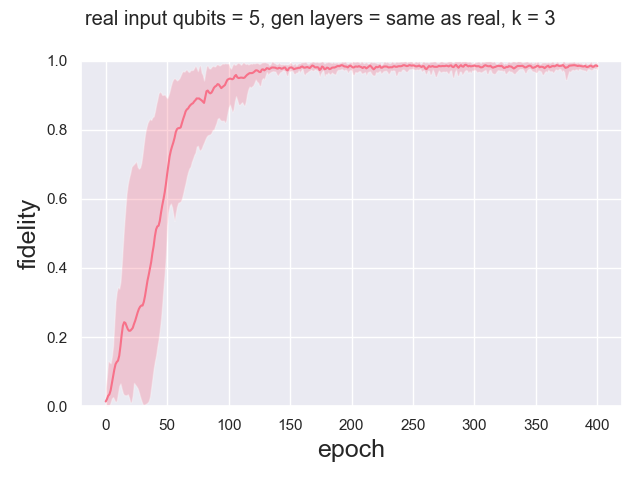 real input qubits = 5, gen layers = same as real, k = 3
1.0
0.8
0.6
0.4
0.2
0.0
fidelity
0 50 100 150 200 250 300 350 400
epoch